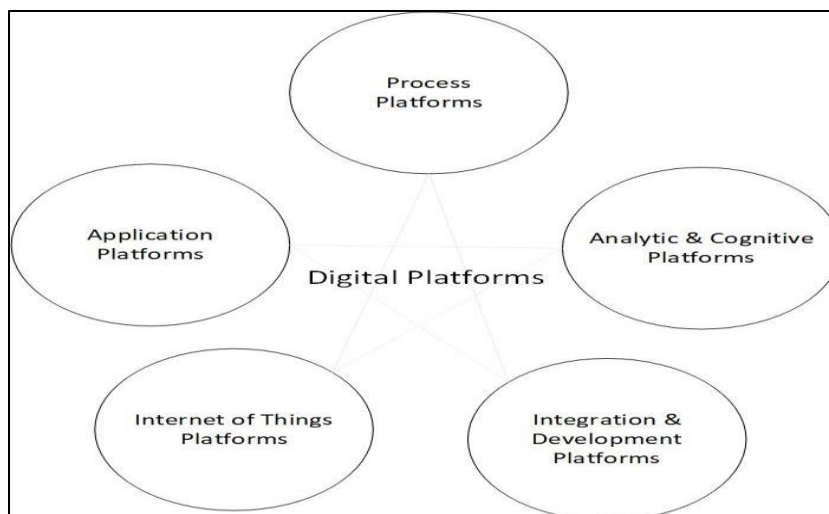 Process
Platforms
Application
Platforms
Analytic & Cognitive
Platforms
Digital Platforms
Internet of Things
Platforms
Integration &
Development
Platforms